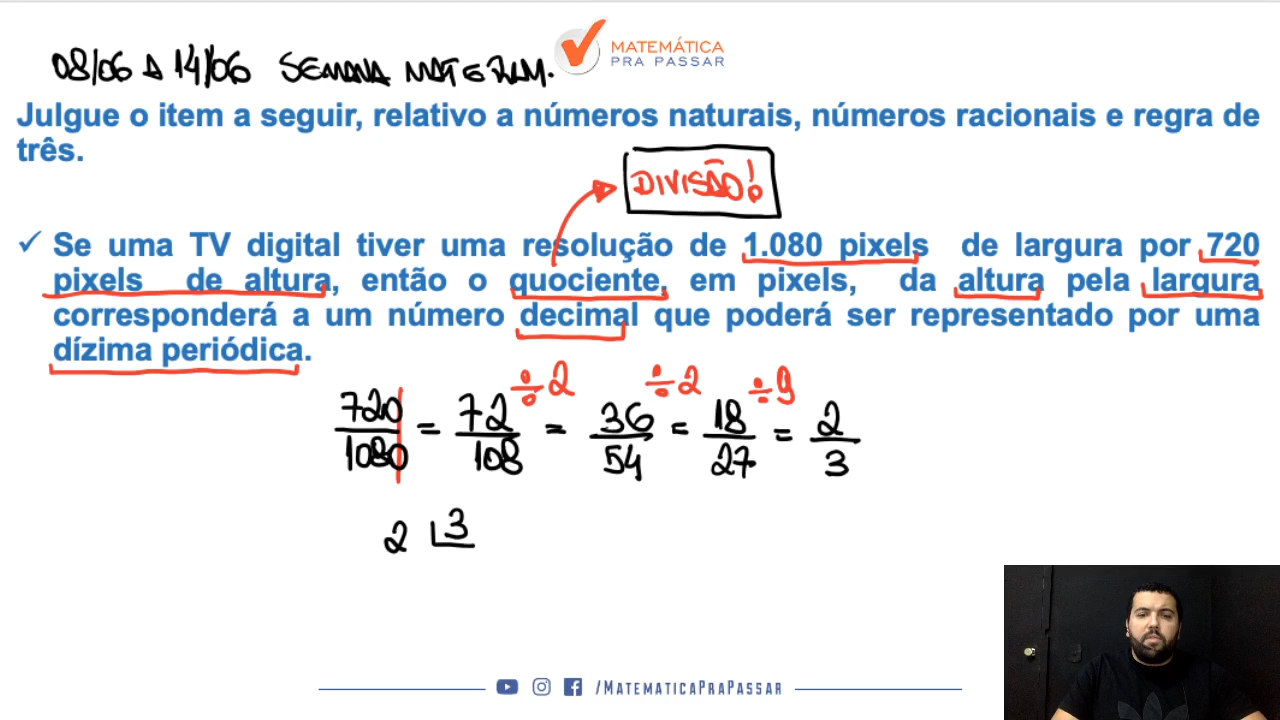 08/06 A 14/06 SEMANA MATERIAM.
MATEMÁTICA
PRA PASSAR
Julgue o item a seguir, relativo a números naturais, números racionais e regra de
três.
DIVISÃO!
✓ Se uma TV digital tiver uma resolução de 1.080 pixels de largura por 720
pixels de altura, então o quociente, em pixels, da altura pela largura
corresponderá a um número decimal que poderá ser representado por uma
dízima periódica.
÷2 ÷2 ÷9
720/1080 = 72/108 = 36/54 = 18/27 = 2/3
2 3
/MATEMATICAPRAPASSAR